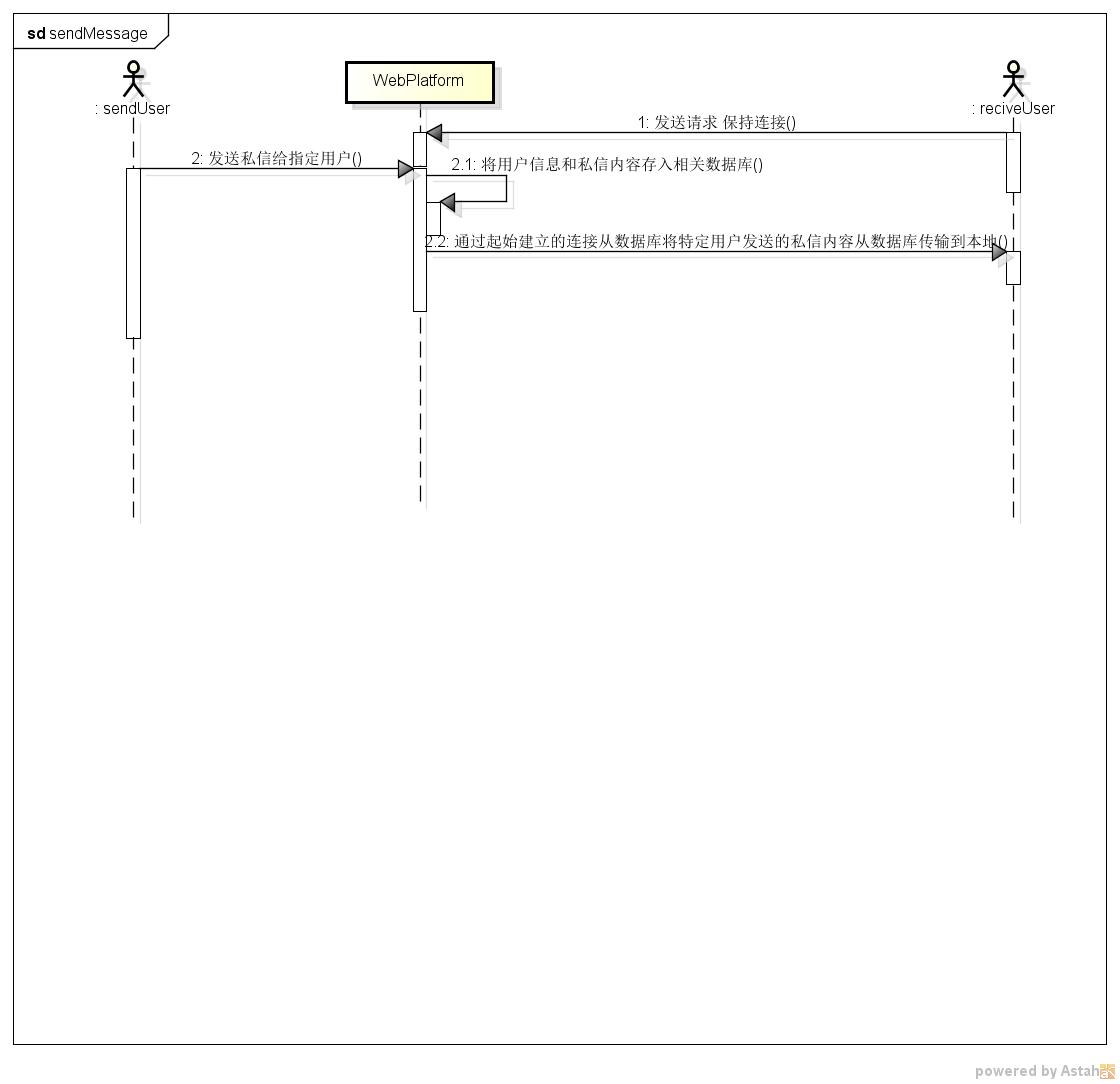 sd sendMessage
: sendUser
WebPlatform
: reciveUser
1: 发送请求 保持连接()
2: 发送私信给指定用户()
2.1: 将用户信息和私信内容存入相关数据库()
2.2: 通过起始建立的连接从数据库将特定用户发送的私信内容从数据库传输到本地()
powered by Astah